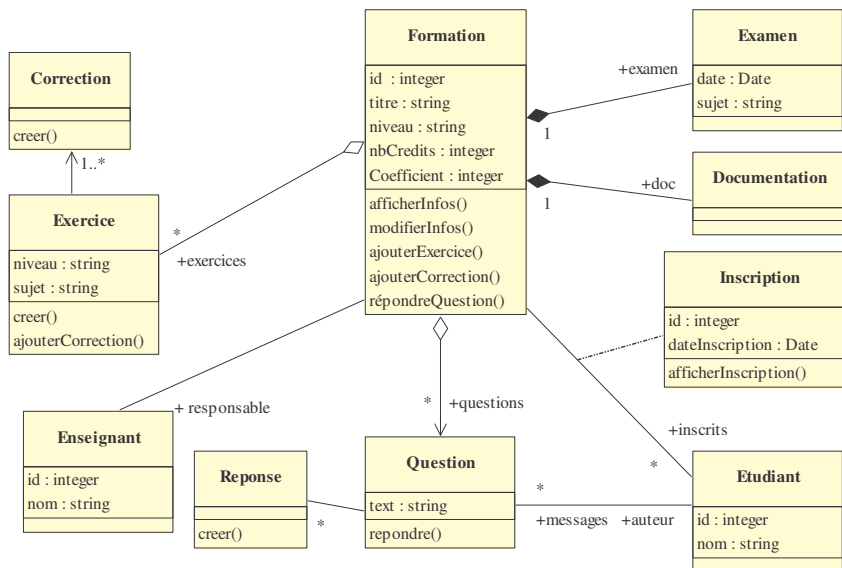 Formation
id : integer
titre : string
niveau : string
nbCredits : integer
Coefficient : integer
afficherInfos()
modifierInfos()
ajouterExercice()
ajouterCorrection()
répondreQuestion()
Examen
date : Date
sujet : string
+examen
1
Correction
creer()
1..*
Documentation
+doc
1
Exercice
niveau : string
sujet : string
creer()
ajouterCorrection()
*
+exercices
Inscription
id : integer
dateInscription : Date
afficherInscription()
+ responsable
* +questions
+inscrits
*
Enseignant
id : integer
nom : string
Reponse
creer()
*
Question
text : string
repondre()
*
+messages +auteur
Etudiant
id : integer
nom : string